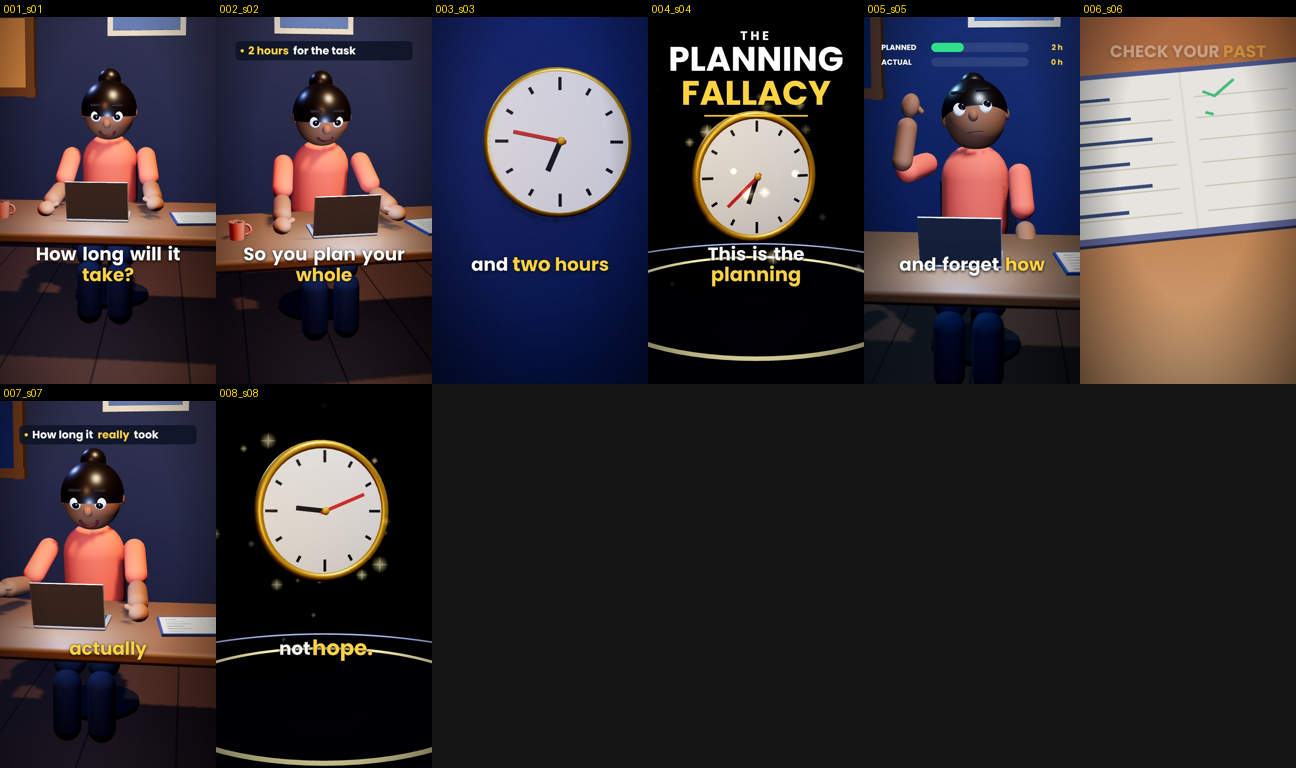 001_s01
How long will it
take?
002_s02
• 2 hours for the task
So you plan your
whole
003_s03
and two hours
004_s04
THE
PLANNING
FALLACY
This is the
planning
005_s05
PLANNED 2 h
ACTUAL 0 h
and forget how
006_s06
CHECK YOUR PAST
007_s07
• How long it really took
actually
008_s08
not hope.